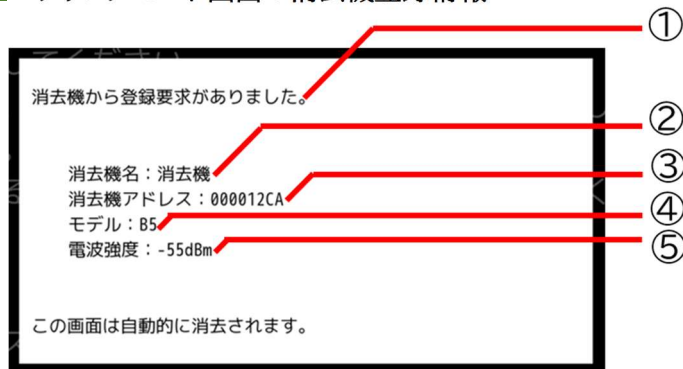 ①
消去機から登録要求がありました。
②
消去機名：消去機
③
消去機アドレス：000012CA
④
モデル：B5
⑤
電波強度：-55dBm
この画面は自動的に消去されます。